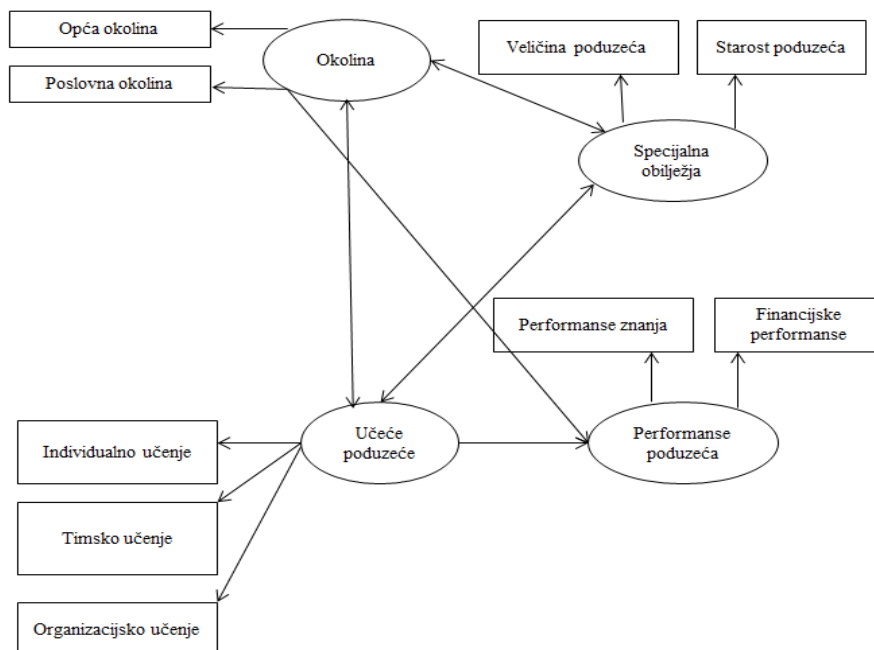 Opća okolina
Poslovna okolina
Okolina
Veličina poduzeća
Starost poduzeća
Specijalna
obilježja
Performanse znanja
Financijske
performanse
Individualno učenje
Timsko učenje
Organizacijsko učenje
Učeće
poduzeće
Performanse
poduzeća